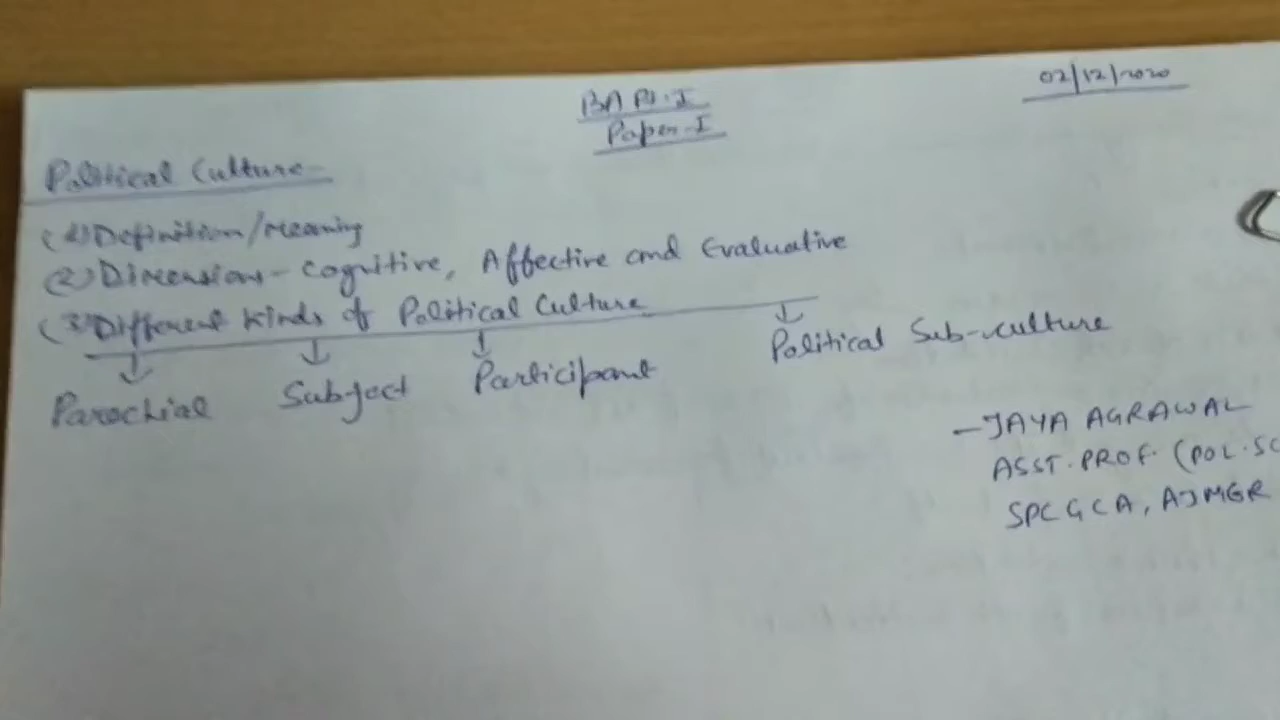 02/12/2020
BA Pt.I
Paper-I
Political Culture-
(1) Definition/Meaning
(2) Dimensions- Cognitive, Affective and Evaluative
(3) Different Kinds of Political Culture
Parochial Subject Participant Political Sub-culture
-JAYA AGRAWAL
ASST. PROF. (POL.SC
SPCGCA, AJMER